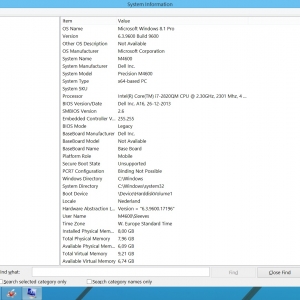 System Information
Item Value
OS Name Microsoft Windows 8.1 Pro
Version 6.3.9600 Build 9600
Other OS Description Not Available
OS Manufacturer Microsoft Corporation
System Name M4600
System Manufacturer Dell Inc.
System Model Precision M4600
System Type x64-based PC
System SKU
Processor Intel(R) Core(TM) i7-2820QM CPU @ 2.30GHz, 2301 Mhz, 4 ...
BIOS Version/Date Dell Inc. A16, 26-12-2013
SMBIOS Version 2.6
Embedded Controller V... 255.255
BIOS Mode Legacy
BaseBoard Manufacturer Dell Inc.
BaseBoard Model Not Available
BaseBoard Name Base Board
Platform Role Mobile
Secure Boot State Unsupported
PCR7 Configuration Binding Not Possible
Windows Directory C:\Windows
System Directory C:\Windows\system32
Boot Device \Device\HarddiskVolume1
Locale Nederland
Hardware Abstraction L... Version = "6.3.9600.17196"
User Name M4600\Sleeves
Time Zone W. Europe Standard Time
Installed Physical Mem... 8,00 GB
Total Physical Memory 7,96 GB
Available Physical Mem... 6,09 GB
Total Virtual Memory 9,21 GB
Available Virtual Mem... 6,74 GB
Find what: Find Close Find
Search selected category only Search category names only